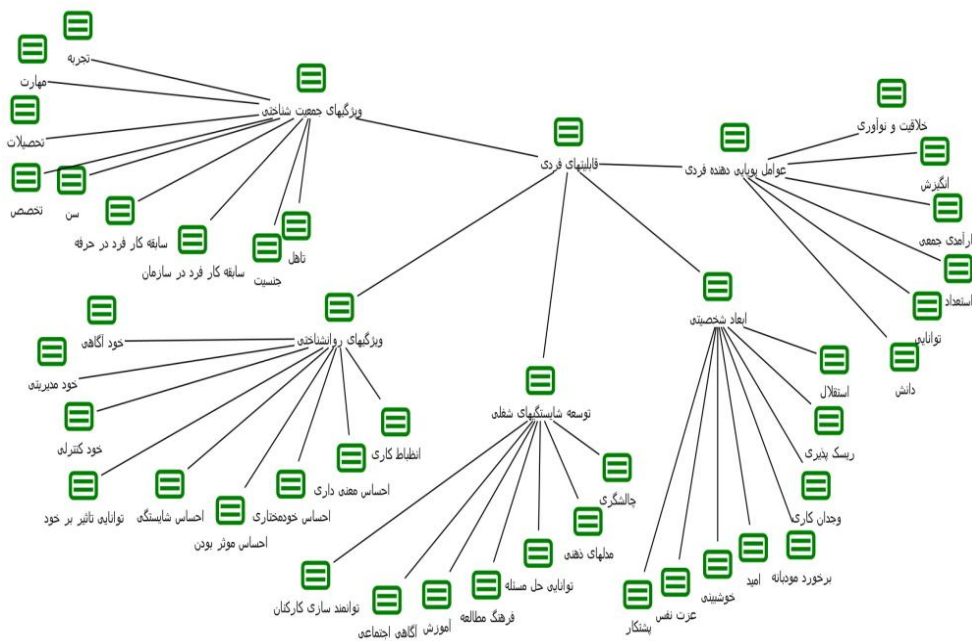 قابلیتهای فردی
عوامل پویایی دهنده فردی
خلاقیت و نوآوری
انگیزش
ارآمدی جمعی
استعداد
توانایی
دانش
ابعاد شخصیتی
استقلال
ریسک پذیری
وجدان کاری
برخورد مودبانه
امید
خوشبینی
عزت نفس
پشتکار
توسعه شایستگیهای شغلی
چالشگری
مدلهای ذهنی
توانایی حل مسئله
فرهنگ مطالعه
آموزش
آگاهی اجتماعی
توانمند سازی کارکنان
ویژگیهای روانشناختی
انظباط کاری
احساس معنی داری
احساس خودمختاری
احساس موثر بودن
احساس شایستگی
توانایی تاثیر بر خود
خود کنترلی
خود مدیریتی
خود آگاهی
ویژگیهای جمعیت شناختی
تاهل
جنسیت
سابقه کار فرد در سازمان
سابقه کار فرد در حرفه
سن
تخصص
تحصیلات
مهارت
تجربه